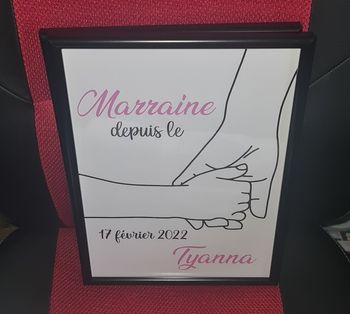 Marraine
depuis le
17 février 2022
Tyanna